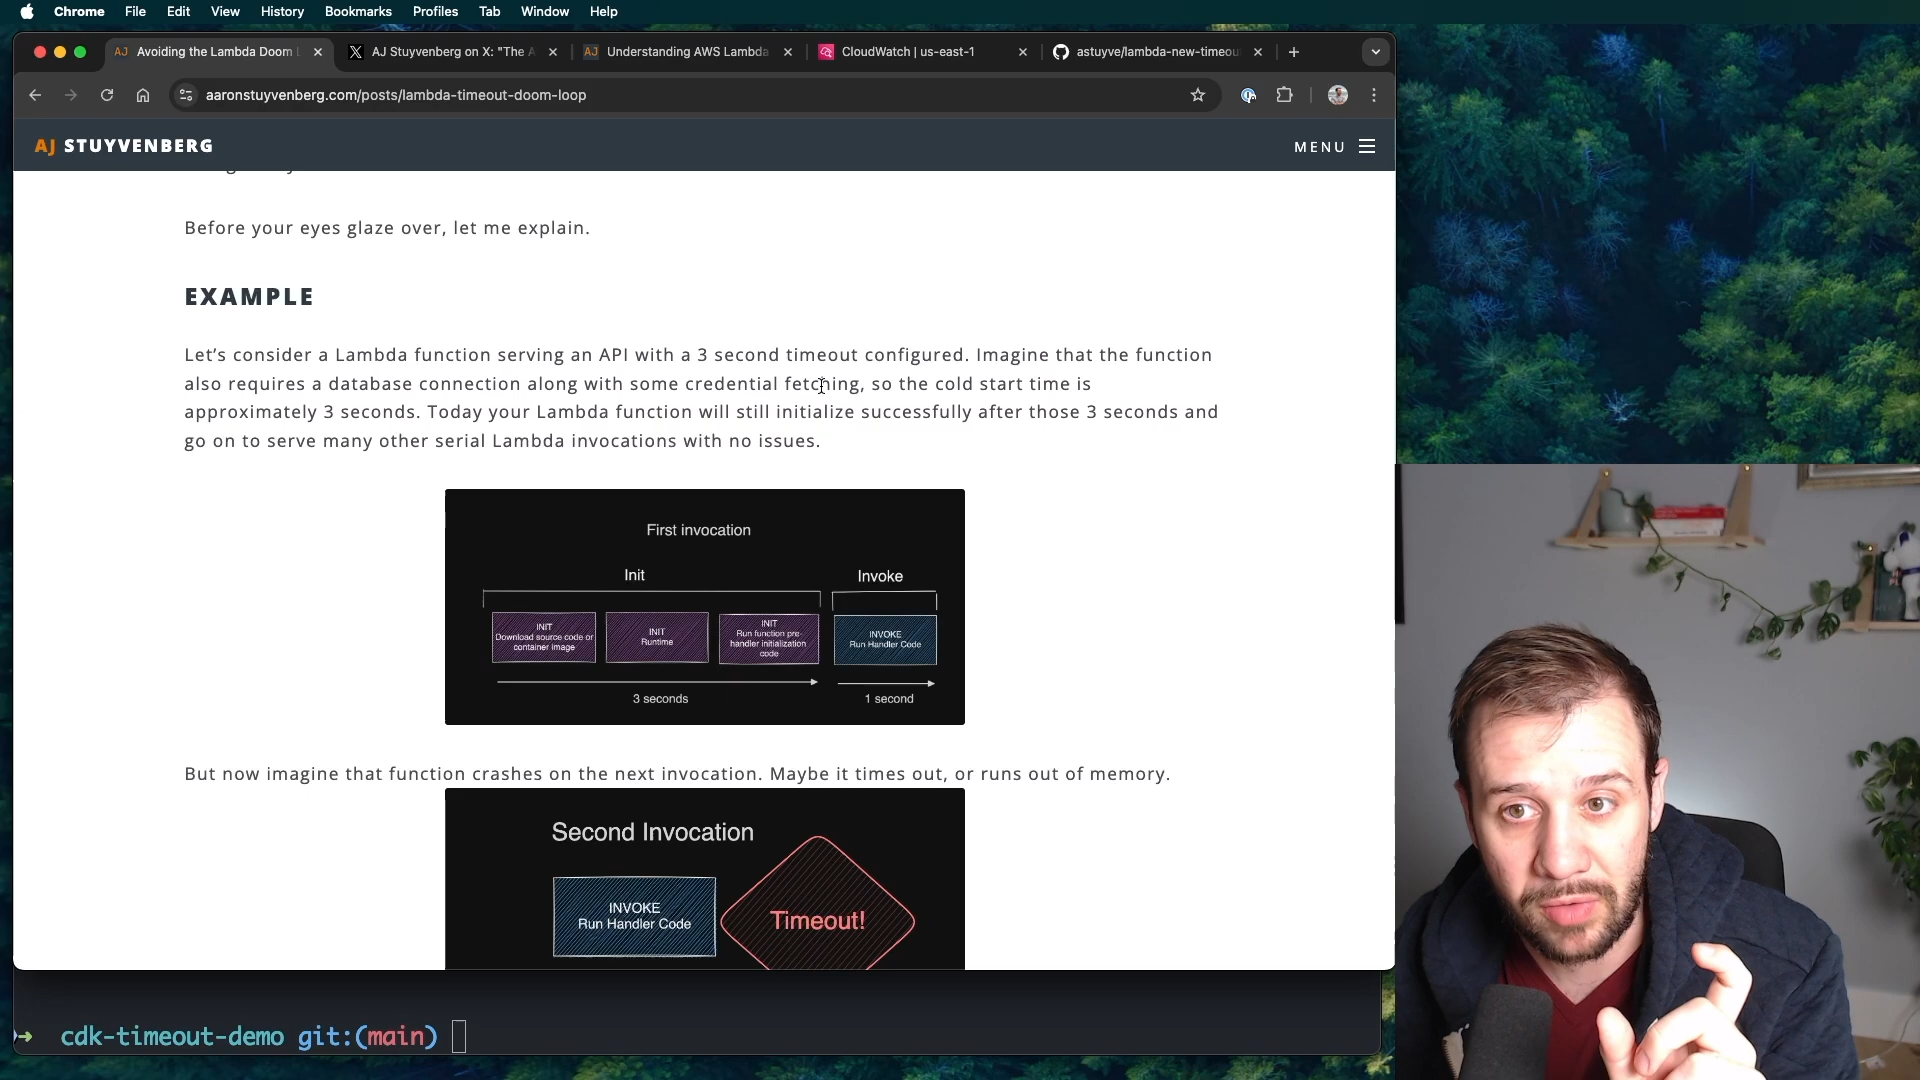 Chrome File Edit View History Bookmarks Profiles Tab Window Help
AJ Avoiding the Lambda Doom
AJ Stuyvenberg on X: "The A
AJ Understanding AWS Lambda
CloudWatch | us-east-1
astuyve/lambda-new-timeou
aaronstuyvenberg.com/posts/lambda-timeout-doom-loop
AJ STUYVENBERG
MENU
Before your eyes glaze over, let me explain.
EXAMPLE
Let’s consider a Lambda function serving an API with a 3 second timeout configured. Imagine that the function
also requires a database connection along with some credential fetching, so the cold start time is
approximately 3 seconds. Today your Lambda function will still initialize successfully after those 3 seconds and
go on to serve many other serial Lambda invocations with no issues.
First invocation
Init
Invoke
INIT
Download source code or
container image
INIT
Runtime
INIT
Run function pre-
handler initialization
code
INVOKE
Run Handler Code
3 seconds
1 second
But now imagine that function crashes on the next invocation. Maybe it times out, or runs out of memory.
Second Invocation
INVOKE
Run Handler Code
Timeout!
➜ cdk-timeout-demo git:(main)